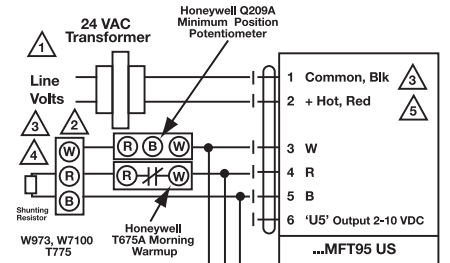 Honeywell Q209A
Minimum Position
Potentiometer
24 VAC
Transformer
1
Line
Volts
1 Common, Blk
3
2 + Hot, Red
5
3
2
4
W
R
B
W
3 W
R
R
W
4 R
B
5 B
6 'U5' Output 2-10 VDC
Shunting
Resistor
Honeywell
T675A Morning
Warmup
W973, W7100
T775
...MFT95 US